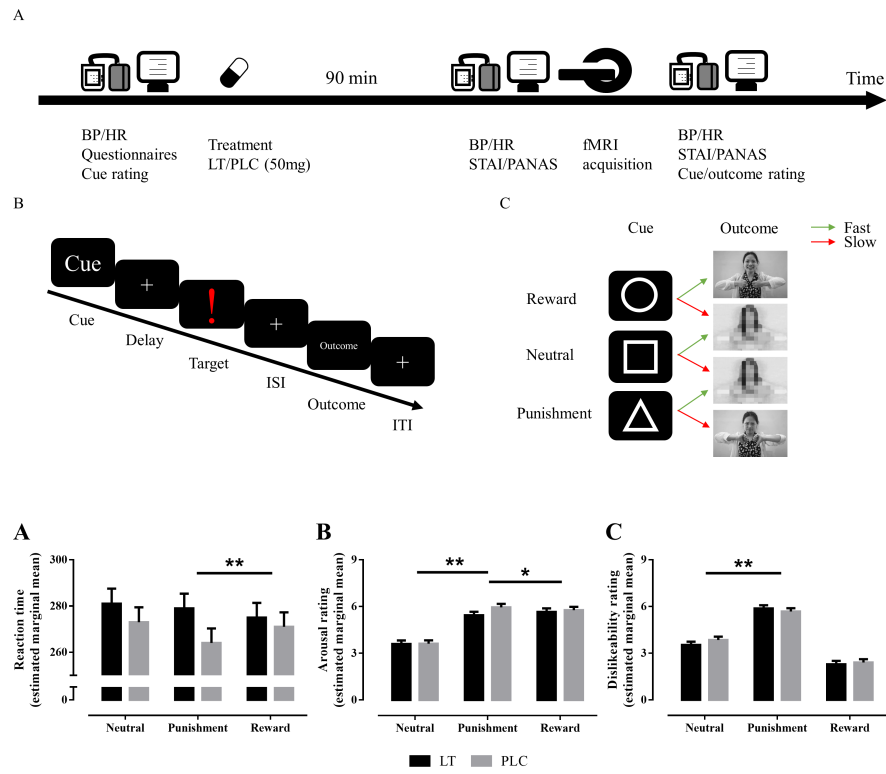 A
90 min
Time
BP/HR
Questionnaires
Cue rating
Treatment
LT/PLC (50mg)
BP/HR
STAI/PANAS
fMRI
acquisition
BP/HR
STAI/PANAS
Cue/outcome rating
B
Cue
+
!
+
Outcome
+
Cue
Delay
Target
ISI
Outcome
ITI
C
Cue
Outcome
Fast
Slow
Reward
Neutral
Punishment
A
Reaction time
(estimated marginal mean)
300
280
260
0
**
Neutral
Punishment
Reward
B
Arousal rating
(estimated marginal mean)
9
6
3
0
**
*
Neutral
Punishment
Reward
C
Dislikeability rating
(estimated marginal mean)
9
6
3
0
**
Neutral
Punishment
Reward
LT
PLC